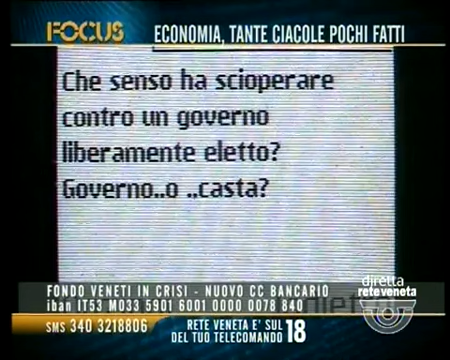 FOCUS
ECONOMIA, TANTE CIACOLE POCHI FATTI
Che senso ha scioperare
contro un governo
liberamente eletto?
Governo..o ..casta?
diretta
reteveneta
FONDO VENETI IN CRISI - NUOVO CC BANCARIO
iban IT53 M033 5901 6001 0000 0078 840
SMS 340 3218806
RETE VENETA E' SUL
DEL TUO TELECOMANDO
18